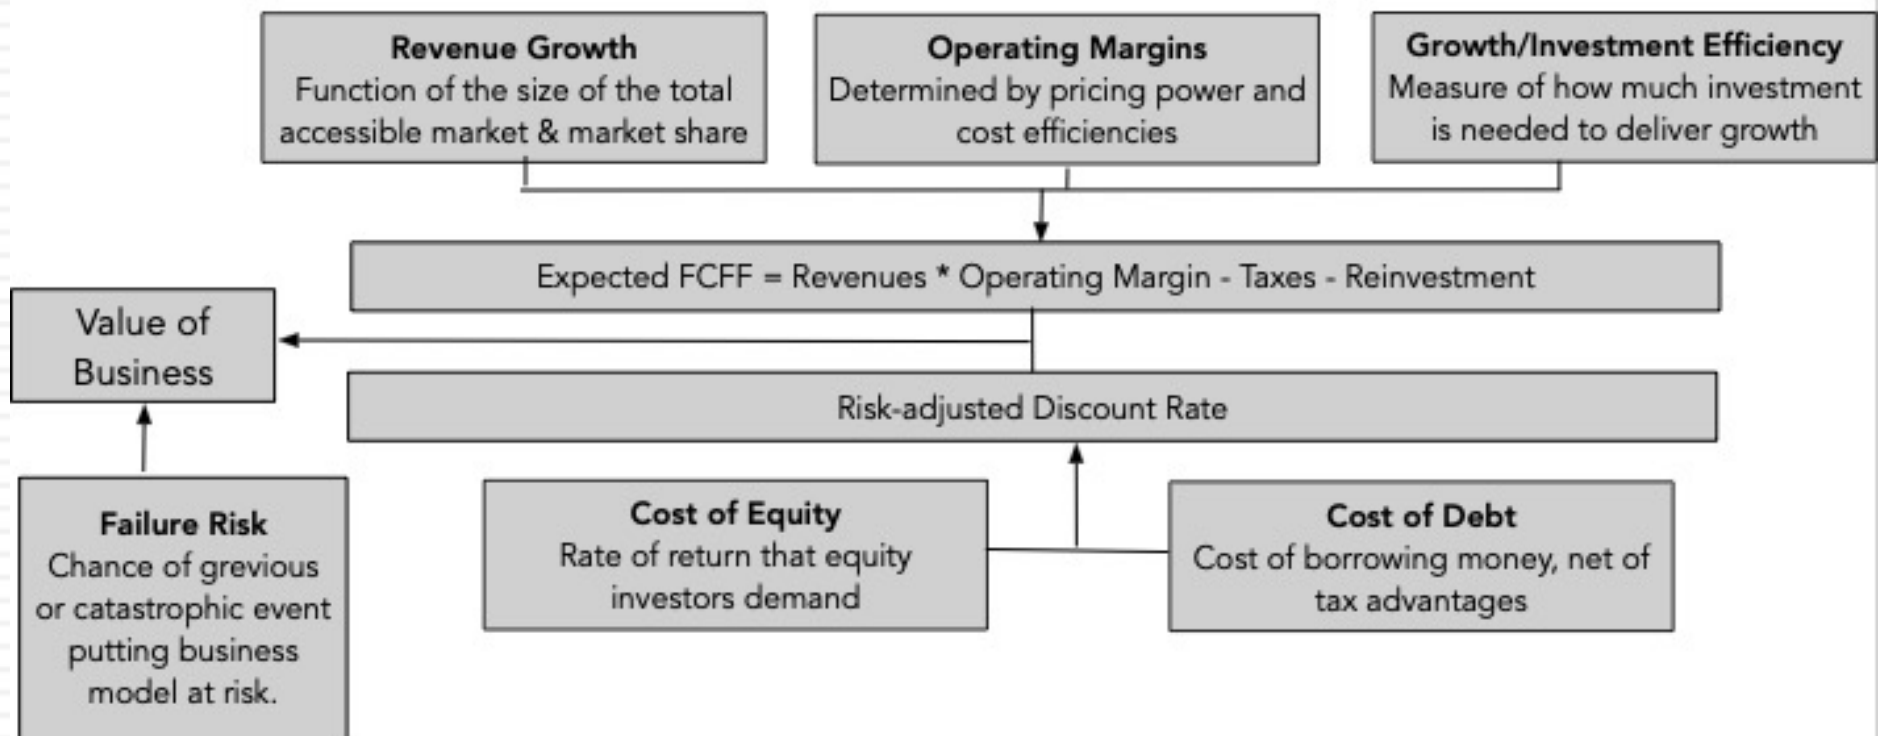 Revenue Growth
Function of the size of the total
accessible market & market share
Operating Margins
Determined by pricing power and
cost efficiencies
Growth/Investment Efficiency
Measure of how much investment
is needed to deliver growth
Expected FCFF = Revenues * Operating Margin - Taxes - Reinvestment
Value of
Business
Risk-adjusted Discount Rate
Failure Risk
Chance of grevious
or catastrophic event
putting business
model at risk.
Cost of Equity
Rate of return that equity
investors demand
Cost of Debt
Cost of borrowing money, net of
tax advantages